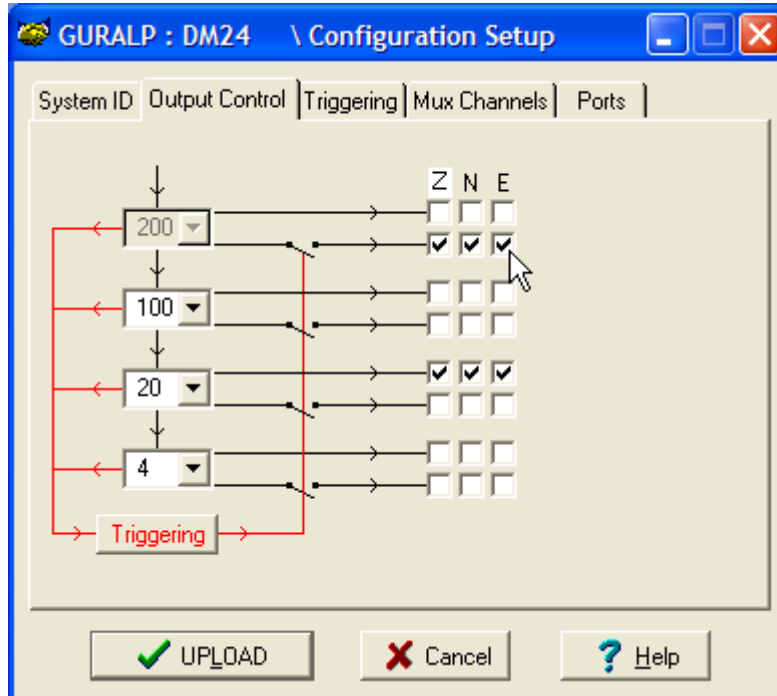 GURALP : DM24 \ Configuration Setup
System ID Output Control Triggering Mux Channels Ports
Z N E
200
100
20
4
Triggering
UPLOAD Cancel ? Help